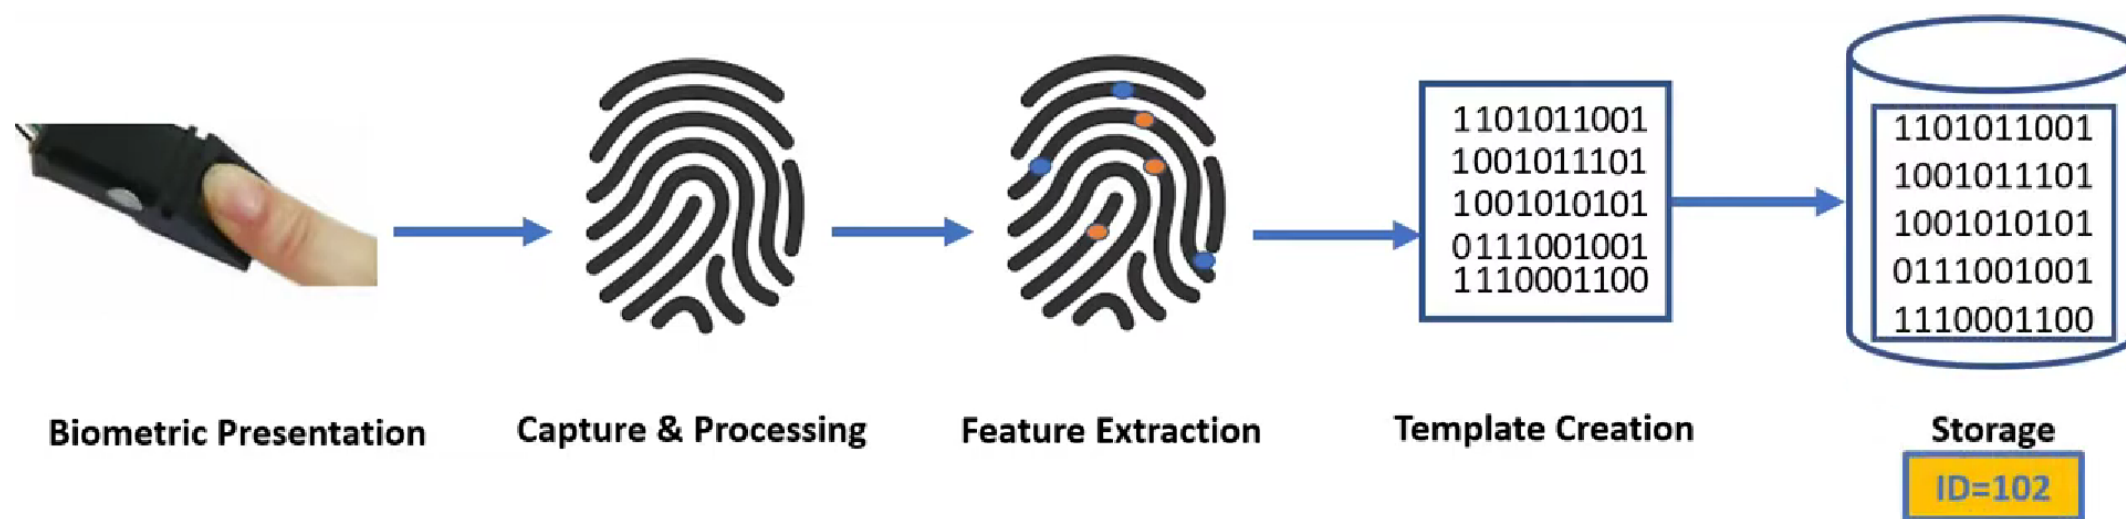 1101011001
1001011101
1001010101
0111001001
1110001100
1101011001
1001011101
1001010101
0111001001
1110001100
Biometric Presentation
Capture & Processing
Feature Extraction
Template Creation
Storage
ID=102